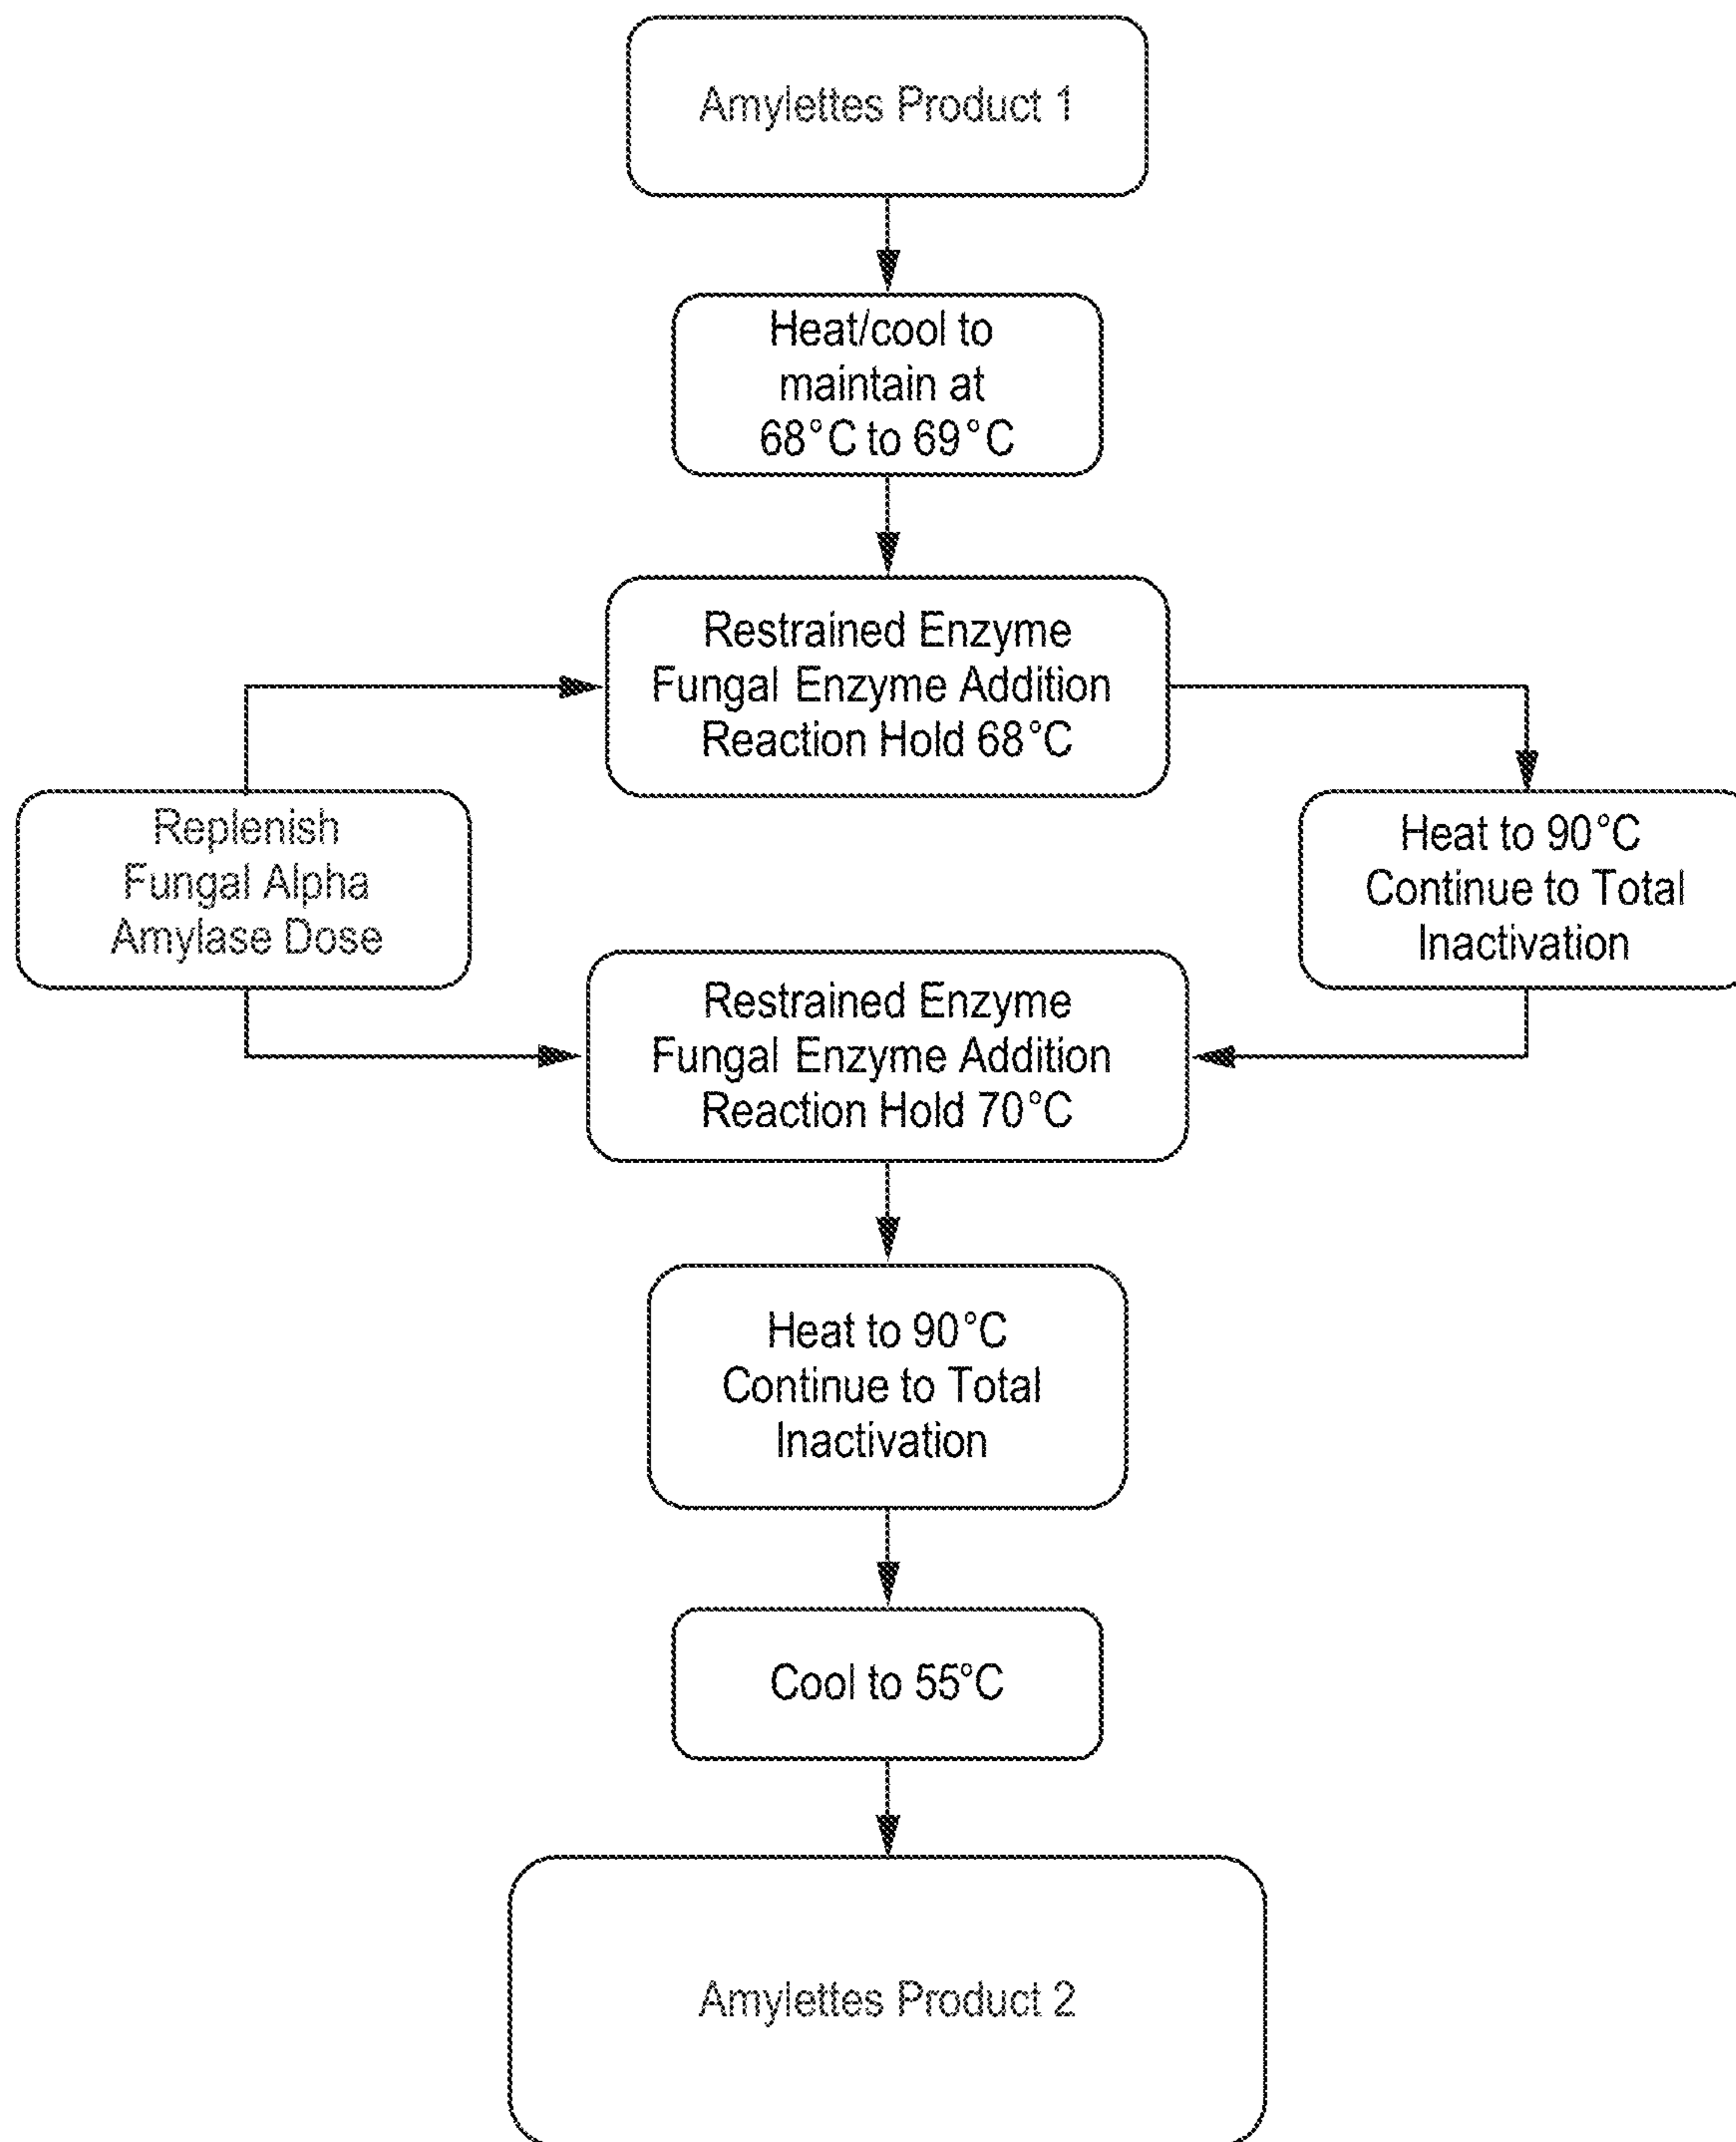 Amylettes Product 1
Heat/cool to
maintain at
68°C to 69°C
Restrained Enzyme
Fungal Enzyme Addition
Reaction Hold 68°C
Replenish
Fungal Alpha
Amylase Dose
Heat to 90°C
Continue to Total
Inactivation
Restrained Enzyme
Fungal Enzyme Addition
Reaction Hold 70°C
Heat to 90°C
Continue to Total
Inactivation
Cool to 55°C
Amylettes Product 2